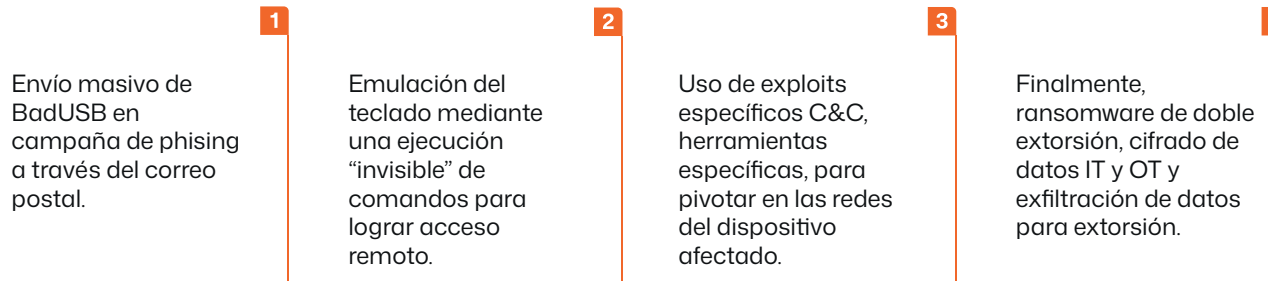 1
Envío masivo de
BadUSB en
campaña de phising
a través del correo
postal.
2
Emulación del
teclado mediante
una ejecución
“invisible” de
comandos para
lograr acceso
remoto.
3
Uso de exploits
específicos C&C,
herramientas
específicas, para
pivotar en las redes
del dispositivo
afectado.
Finalmente,
ransomware de doble
extorsión, cifrado de
datos IT y OT y
exfiltración de datos
para extorsión.